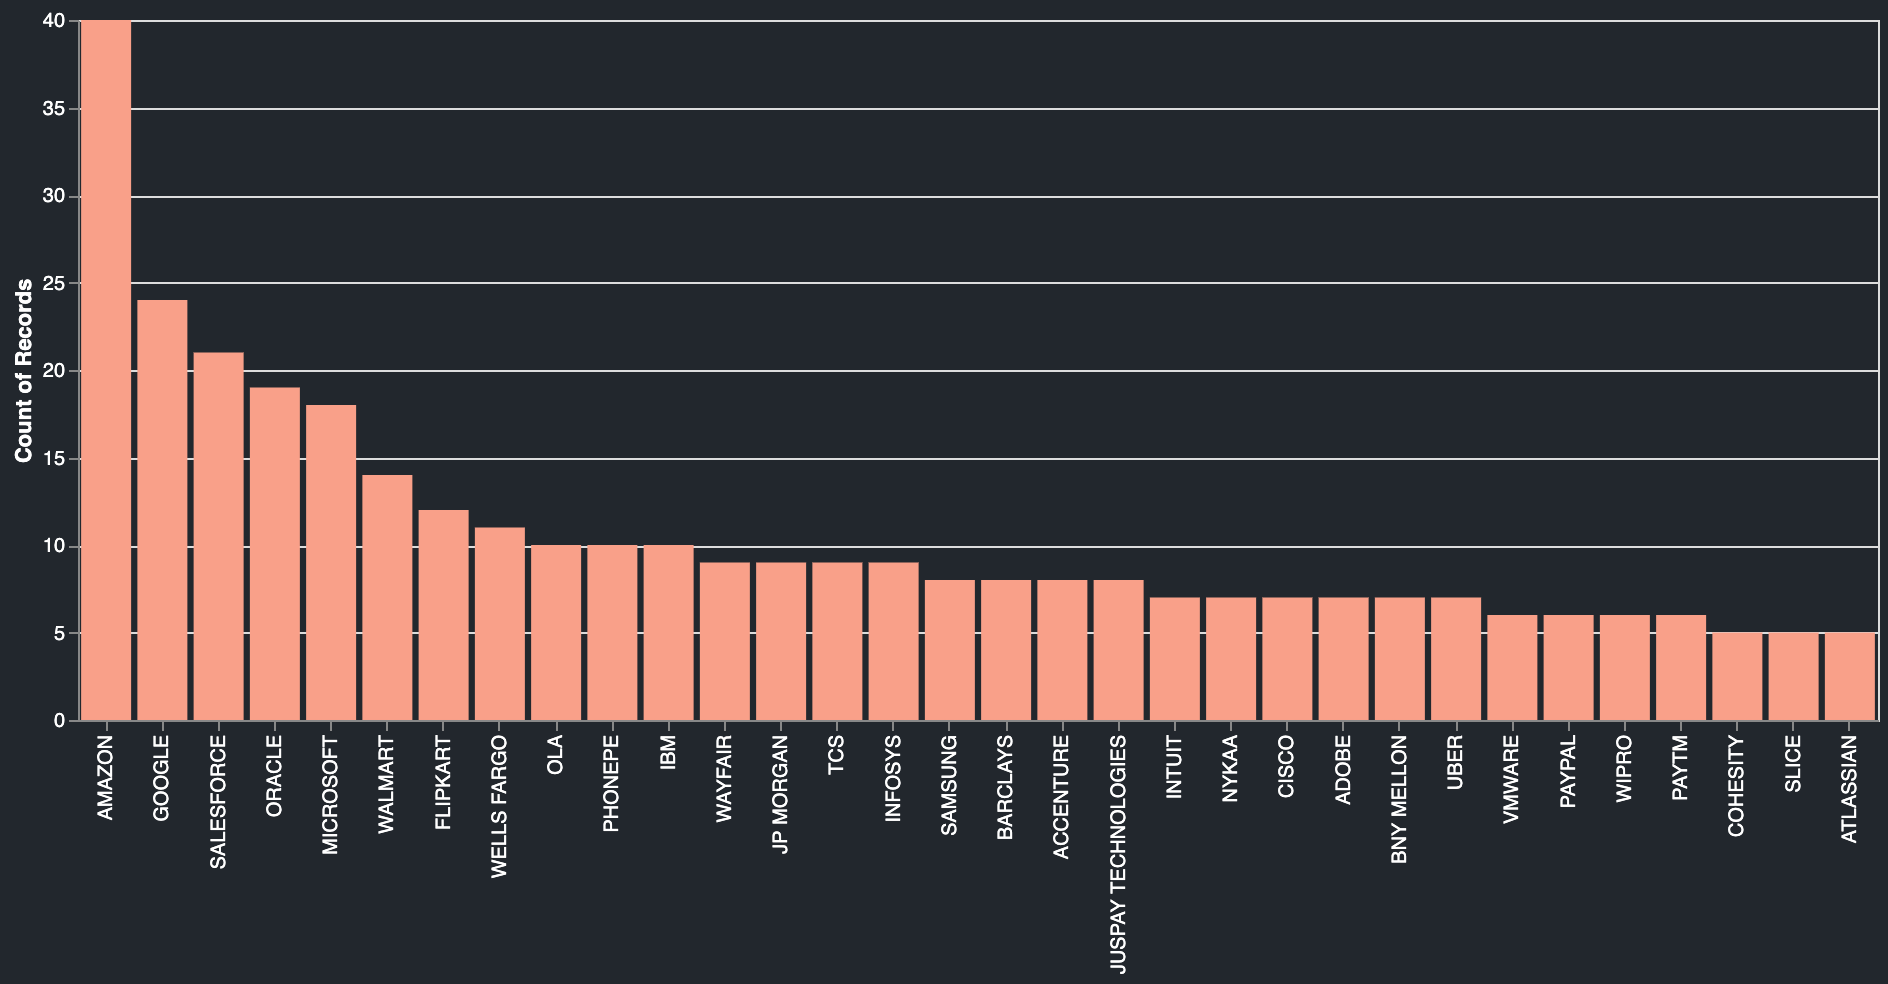 40
35
30
25
20
15
10
5
0
Count of Records
AMAZON
GOOGLE
SALESFORCE
ORACLE
MICROSOFT
WALMART
FLIPKART
WELLS FARGO
OLA
PHONEPE
IBM
WAYFAIR
JP MORGAN
TCS
INFOSYS
SAMSUNG
BARCLAYS
ACCENTURE
JUSPAY TECHNOLOGIES
INTUIT
NYKAA
CISCO
ADOBE
BNY MELLON
UBER
VMWARE
PAYPAL
WIPRO
PAYTM
COHESITY
SLICE
ATLASSIAN